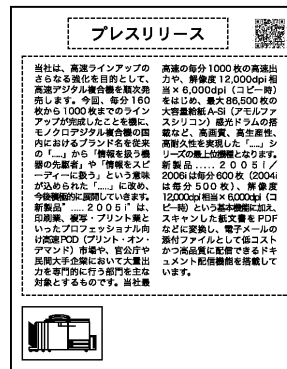 プレスリリース
当社は、高速ラインアップの
さらなる強化を目的として、
高速デジタル複合機を順次発
売します。今回、毎分160
枚から1000枚までのライン
アップが完成したことを機に、
モノクロデジタル複合機の国
内におけるブランド名を従来
の「.....」から「情報を扱う機
器の先駆者」や「情報をスピ
ーディーに扱う」という意味
が込められた「.....」に改め、
今後積極的に展開していきます。
新製品“.....2005i”は、
印刷業、複写・プリント業と
いったプロフェッショナル向
け高速POD（プリント・オン・
デマンド）市場や、官公庁や
民間大手企業において大量出
力を専門的に行う部門を主な
対象とするものです。当社最
高速の毎分1000枚の高速出
力や、解像度12,000dpi相
当×6,000dpi（コピー時）
をはじめ、最大86,500枚の
大容量給紙A-Si（アモルファ
スシリコン）感光ドラムの搭
載など、高画質、高生産性、
高耐久性を実現した「.....」シ
リーズの最上位機種となります。
新製品.....2005i/
2006iは毎分600枚（2004i
は毎分500枚）、解像度
12,000dpi相当×6,000dpi（コ
ピー時）という基本機能に加え、
スキャンした紙文書をPDF
などに変換し、電子メールの
添付ファイルとして低コスト
かつ高品質に配信できるドキ
ュメント配信機能を搭載して
います。